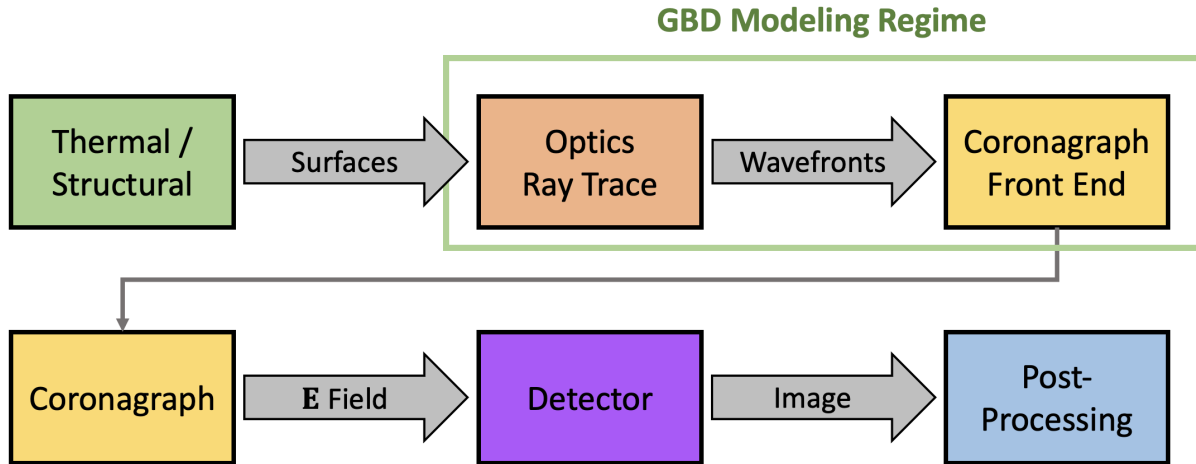 GBD Modeling Regime
Thermal /
Structural
Surfaces
Optics
Ray Trace
Wavefronts
Coronagraph
Front End
Coronagraph
E Field
Detector
Image
Post-
Processing